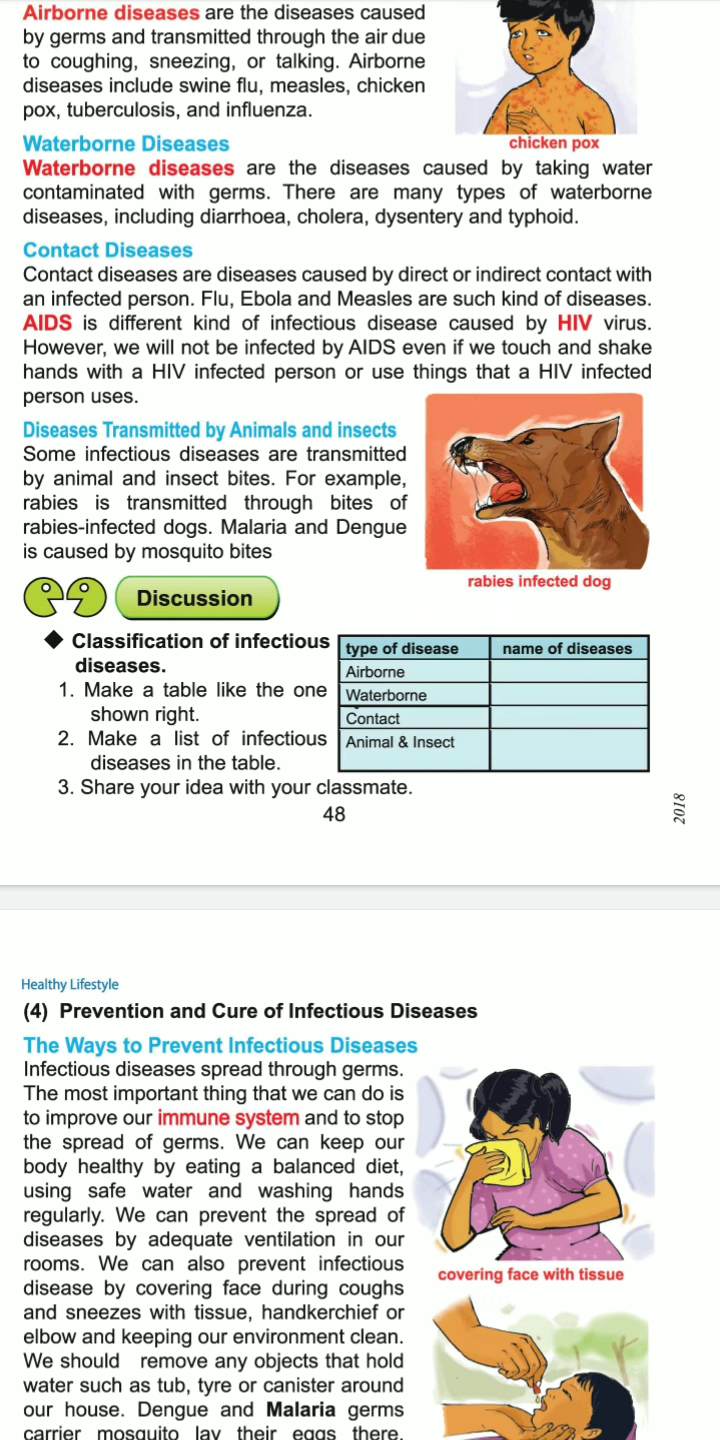 Airborne diseases are the diseases caused
by germs and transmitted through the air due
to coughing, sneezing, or talking. Airborne
diseases include swine flu, measles, chicken
pox, tuberculosis, and influenza.
chicken pox
Waterborne Diseases
Waterborne diseases are the diseases caused by taking water
contaminated with germs. There are many types of waterborne
diseases, including diarrhoea, cholera, dysentery and typhoid.
Contact Diseases
Contact diseases are diseases caused by direct or indirect contact with
an infected person. Flu, Ebola and Measles are such kind of diseases.
AIDS is different kind of infectious disease caused by HIV virus.
However, we will not be infected by AIDS even if we touch and shake
hands with a HIV infected person or use things that a HIV infected
person uses.
Diseases Transmitted by Animals and insects
Some infectious diseases are transmitted
by animal and insect bites. For example,
rabies is transmitted through bites of
rabies-infected dogs. Malaria and Dengue
is caused by mosquito bites
rabies infected dog
Discussion
◆ Classification of infectious
diseases.
1. Make a table like the one
shown right.
2. Make a list of infectious
diseases in the table.
3. Share your idea with your classmate.
type of disease name of diseases
Airborne
Waterborne
Contact
Animal & Insect
48
2018
Healthy Lifestyle
(4) Prevention and Cure of Infectious Diseases
The Ways to Prevent Infectious Diseases
Infectious diseases spread through germs.
The most important thing that we can do is
to improve our immune system and to stop
the spread of germs. We can keep our
body healthy by eating a balanced diet,
using safe water and washing hands
regularly. We can prevent the spread of
diseases by adequate ventilation in our
rooms. We can also prevent infectious
disease by covering face during coughs
and sneezes with tissue, handkerchief or
elbow and keeping our environment clean.
We should remove any objects that hold
water such as tub, tyre or canister around
our house. Dengue and Malaria germs
carrier mosquito lay their eggs there.
covering face with tissue